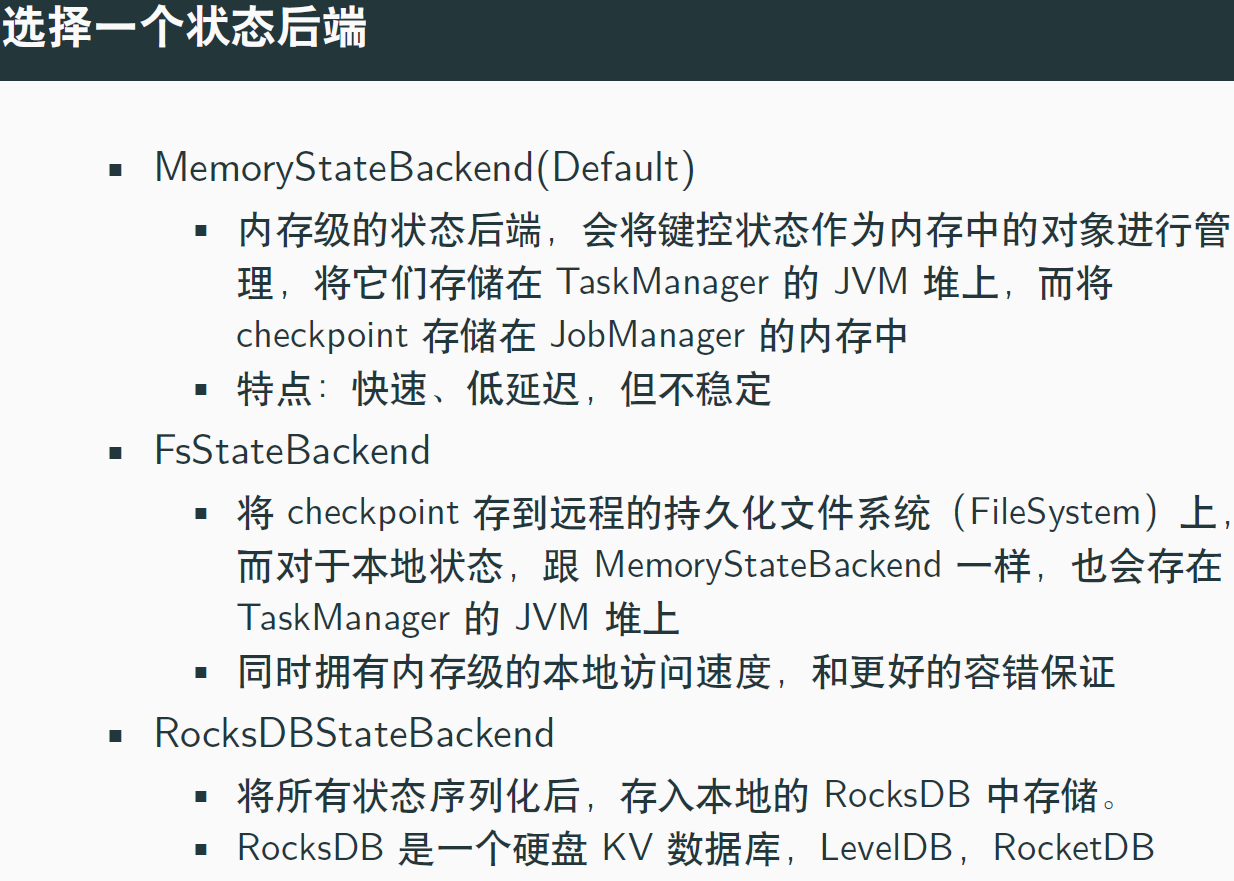 选择一个状态后端
MemoryStateBackend(Default)
内存级的状态后端，会将键控状态作为内存中的对象进行管
理，将它们存储在 TaskManager 的 JVM 堆上，而将
checkpoint 存储在 JobManager 的内存中
特点：快速、低延迟，但不稳定
FsStateBackend
将 checkpoint 存到远程的持久化文件系统（FileSystem）上，
而对于本地状态，跟 MemoryStateBackend 一样，也会存在
TaskManager 的 JVM 堆上
同时拥有内存级的本地访问速度，和更好的容错保证
RocksDBStateBackend
将所有状态序列化后，存入本地的 RocksDB 中存储。
RocksDB 是一个硬盘 KV 数据库，LevelDB，RocketDB